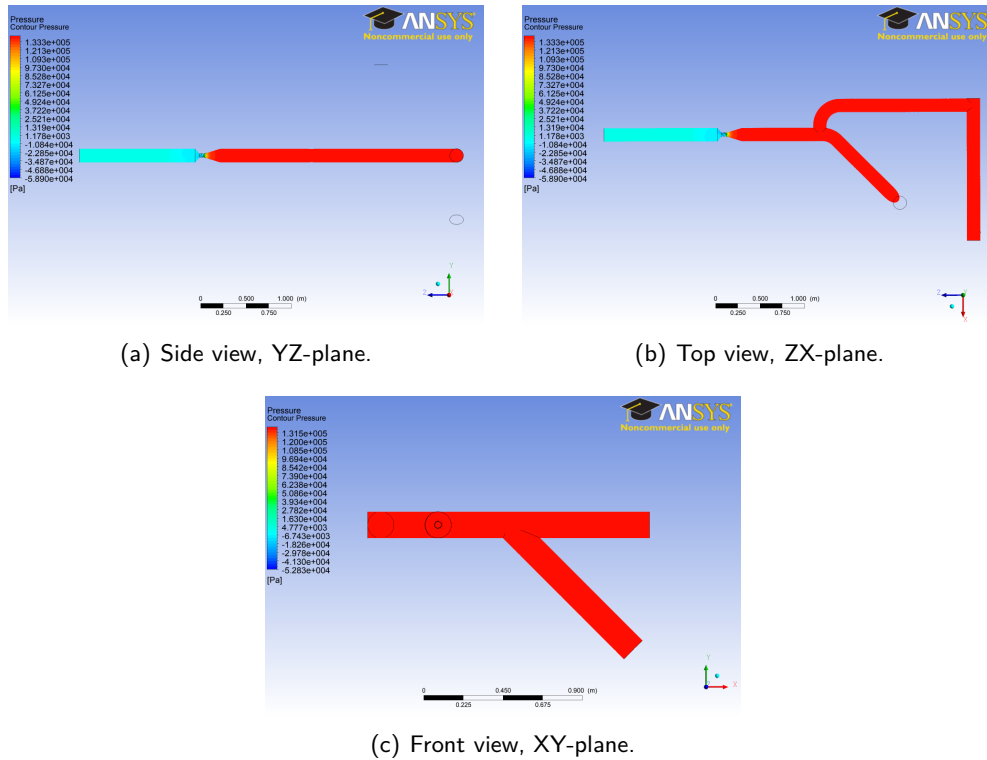 Pressure
Contour Pressure
1.333e+005
1.213e+005
1.093e+005
9.730e+004
8.528e+004
7.327e+004
6.125e+004
4.924e+004
3.722e+004
2.521e+004
1.319e+004
1.178e+003
-1.084e+004
-2.285e+004
-3.487e+004
-4.688e+004
-5.890e+004
[Pa]
ANSYS
Noncommercial use only
0 0.500 1.000 (m)
0.250 0.750
Y
Z
X
(a) Side view, YZ-plane.
Pressure
Contour Pressure
1.333e+005
1.213e+005
1.093e+005
9.730e+004
8.528e+004
7.327e+004
6.125e+004
4.924e+004
3.722e+004
2.521e+004
1.319e+004
1.178e+003
-1.084e+004
-2.285e+004
-3.487e+004
-4.688e+004
-5.890e+004
[Pa]
ANSYS
Noncommercial use only
0 0.500 1.000 (m)
0.250 0.750
Z
Y
X
(b) Top view, ZX-plane.
Pressure
Contour Pressure
1.315e+005
1.200e+005
1.085e+005
9.694e+004
8.542e+004
7.390e+004
6.238e+004
5.086e+004
3.934e+004
2.782e+004
1.630e+004
4.777e+003
-6.743e+003
-1.826e+004
-2.978e+004
-4.130e+004
-5.283e+004
[Pa]
ANSYS
Noncommercial use only
0 0.450 0.900 (m)
0.225 0.675
Y
Z
X
(c) Front view, XY-plane.